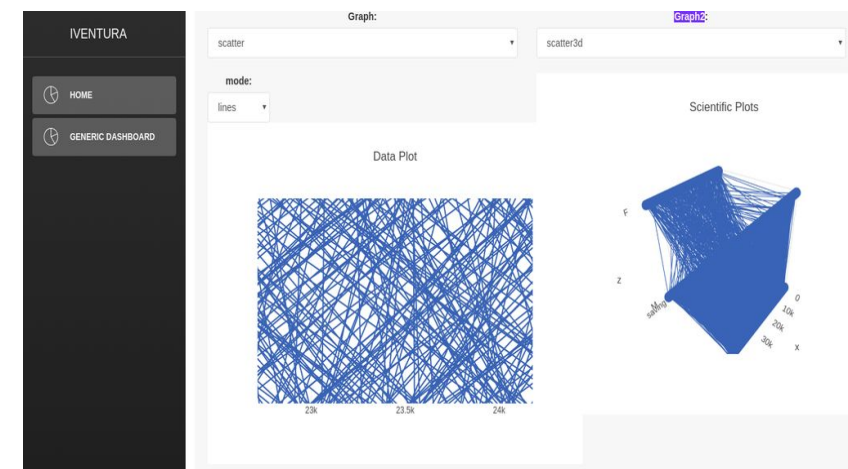 IVENTURA
HOME
GENERIC DASHBOARD
Graph:
scatter
Graph2:
scatter3d
mode:
lines
Data Plot
23k
23.5k
24k
Scientific Plots
F
Z
M
saving
0
10k
20k
30k
X